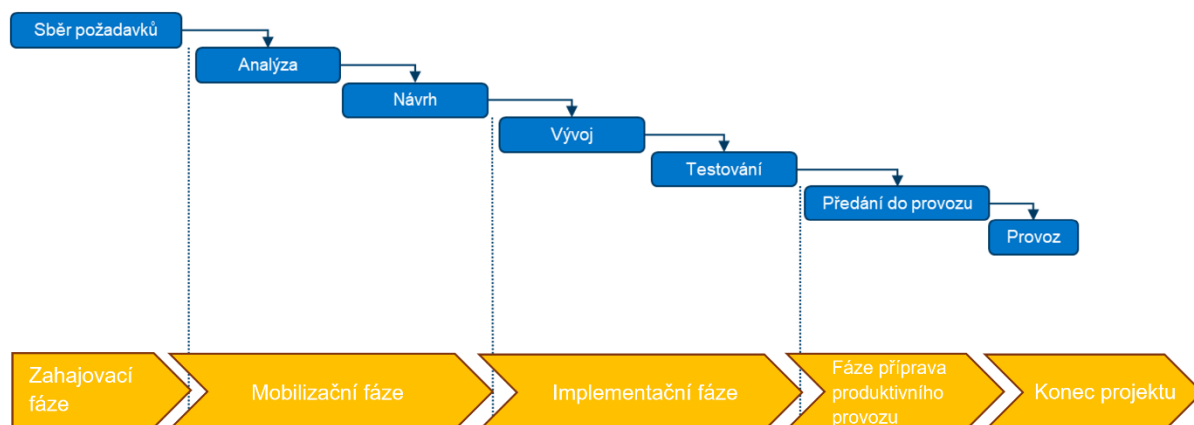 Sběr požadavků
Analýza
Návrh
Vývoj
Testování
Předání do provozu
Provoz
Zahajovací
fáze
Mobilizační fáze
Implementační fáze
Fáze příprava
produktivního
provozu
Konec projektu